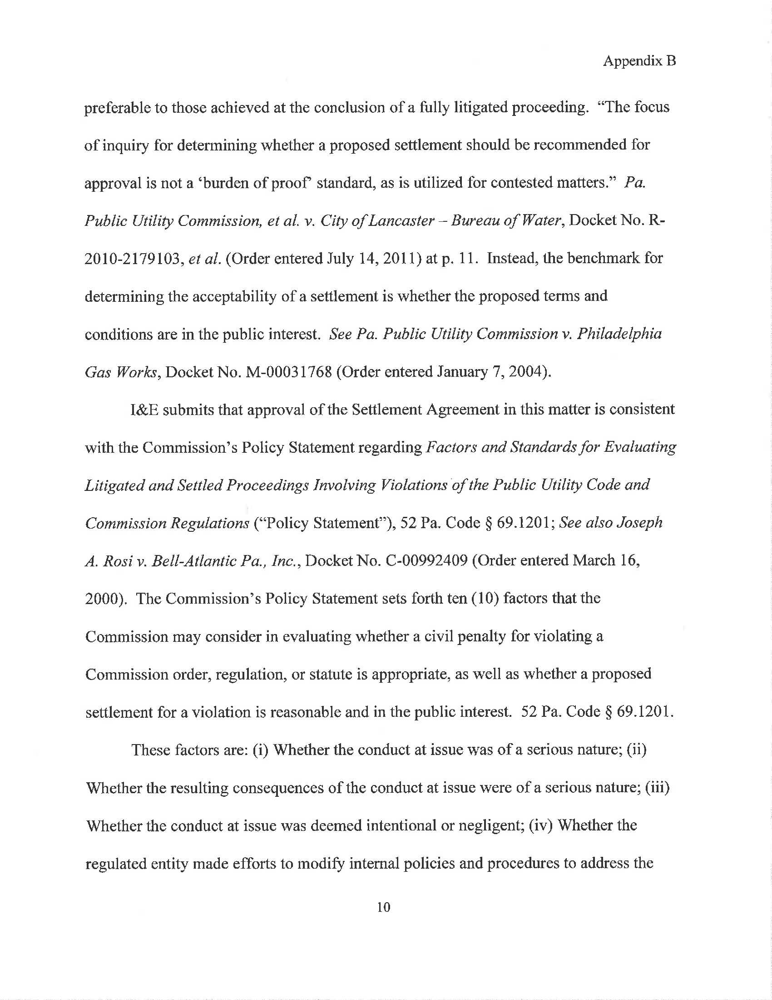 Appendix B
preferable to those achieved at the conclusion of a fully litigated proceeding. “The focus
of inquiry for determining whether a proposed settlement should be recommended for
approval is not a ‘burden of proof’ standard, as is utilized for contested matters.” Pa.
Public Utility Commission, et al. v. City of Lancaster – Bureau of Water, Docket No. R-
2010-2179103, et al. (Order entered July 14, 2011) at p. 11. Instead, the benchmark for
determining the acceptability of a settlement is whether the proposed terms and
conditions are in the public interest. See Pa. Public Utility Commission v. Philadelphia
Gas Works, Docket No. M-00031768 (Order entered January 7, 2004).
I&E submits that approval of the Settlement Agreement in this matter is consistent
with the Commission’s Policy Statement regarding Factors and Standards for Evaluating
Litigated and Settled Proceedings Involving Violations of the Public Utility Code and
Commission Regulations (“Policy Statement”), 52 Pa. Code § 69.1201; See also Joseph
A. Rosi v. Bell-Atlantic Pa., Inc., Docket No. C-00992409 (Order entered March 16,
2000). The Commission’s Policy Statement sets forth ten (10) factors that the
Commission may consider in evaluating whether a civil penalty for violating a
Commission order, regulation, or statute is appropriate, as well as whether a proposed
settlement for a violation is reasonable and in the public interest. 52 Pa. Code § 69.1201.
These factors are: (i) Whether the conduct at issue was of a serious nature; (ii)
Whether the resulting consequences of the conduct at issue were of a serious nature; (iii)
Whether the conduct at issue was deemed intentional or negligent; (iv) Whether the
regulated entity made efforts to modify internal policies and procedures to address the
10